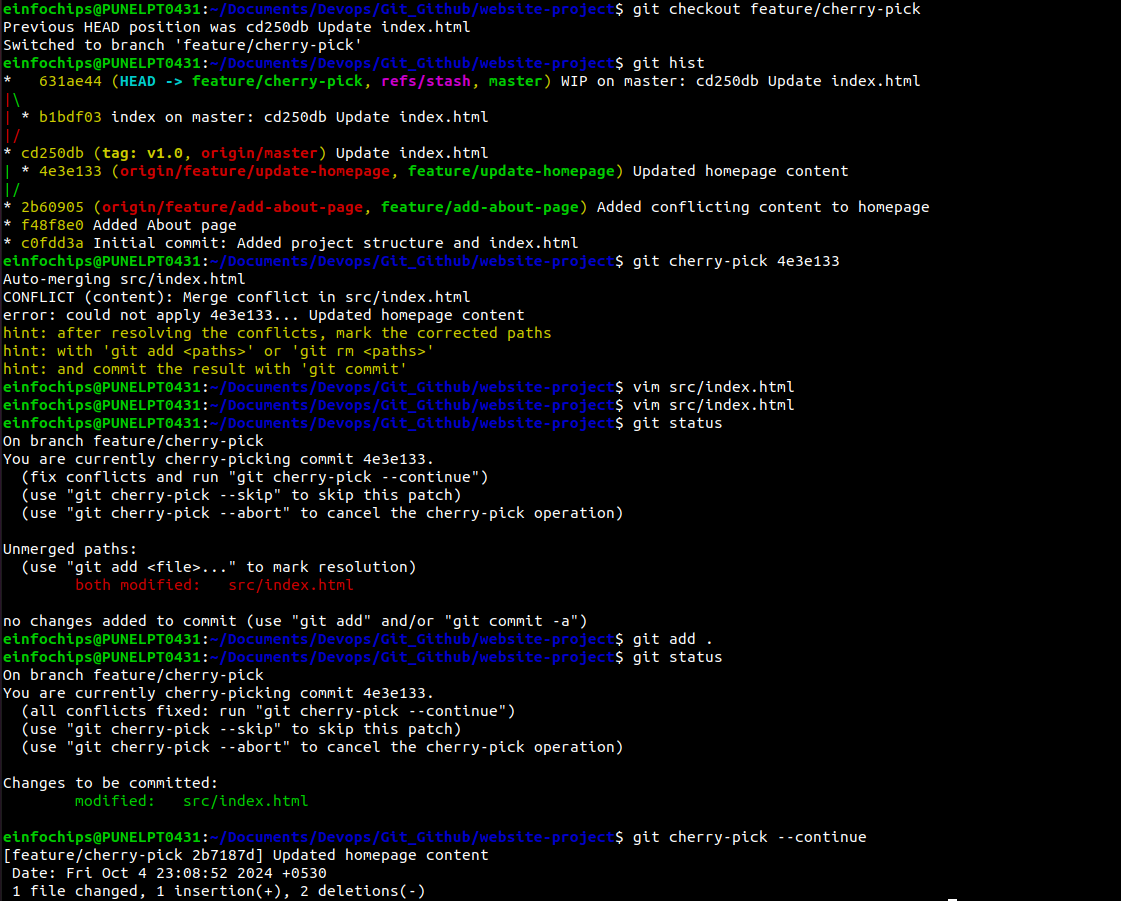 einfochips@PUNELPT0431:~/Documents/Devops/Git_Github/website-project$ git checkout feature/cherry-pick
Previous HEAD position was cd250db Update index.html
Switched to branch 'feature/cherry-pick'
einfochips@PUNELPT0431:~/Documents/Devops/Git_Github/website-project$ git hist
*   631ae44 (HEAD -> feature/cherry-pick, refs/stash, master) WIP on master: cd250db Update index.html
|\
| * b1bdf03 index on master: cd250db Update index.html
|/
* cd250db (tag: v1.0, origin/master) Update index.html
| * 4e3e133 (origin/feature/update-homepage, feature/update-homepage) Updated homepage content
|/
* 2b60905 (origin/feature/add-about-page, feature/add-about-page) Added conflicting content to homepage
* f48f8e0 Added About page
* c0fdd3a Initial commit: Added project structure and index.html
einfochips@PUNELPT0431:~/Documents/Devops/Git_Github/website-project$ git cherry-pick 4e3e133
Auto-merging src/index.html
CONFLICT (content): Merge conflict in src/index.html
error: could not apply 4e3e133... Updated homepage content
hint: after resolving the conflicts, mark the corrected paths
hint: with 'git add <paths>' or 'git rm <paths>'
hint: and commit the result with 'git commit'
einfochips@PUNELPT0431:~/Documents/Devops/Git_Github/website-project$ vim src/index.html
einfochips@PUNELPT0431:~/Documents/Devops/Git_Github/website-project$ vim src/index.html
einfochips@PUNELPT0431:~/Documents/Devops/Git_Github/website-project$ git status
On branch feature/cherry-pick
You are currently cherry-picking commit 4e3e133.
  (fix conflicts and run "git cherry-pick --continue")
  (use "git cherry-pick --skip" to skip this patch)
  (use "git cherry-pick --abort" to cancel the cherry-pick operation)

Unmerged paths:
  (use "git add <file>..." to mark resolution)
        both modified:   src/index.html

no changes added to commit (use "git add" and/or "git commit -a")
einfochips@PUNELPT0431:~/Documents/Devops/Git_Github/website-project$ git add .
einfochips@PUNELPT0431:~/Documents/Devops/Git_Github/website-project$ git status
On branch feature/cherry-pick
You are currently cherry-picking commit 4e3e133.
  (all conflicts fixed: run "git cherry-pick --continue")
  (use "git cherry-pick --skip" to skip this patch)
  (use "git cherry-pick --abort" to cancel the cherry-pick operation)

Changes to be committed:
        modified:   src/index.html

einfochips@PUNELPT0431:~/Documents/Devops/Git_Github/website-project$ git cherry-pick --continue
[feature/cherry-pick 2b7187d] Updated homepage content
 Date: Fri Oct 4 23:08:52 2024 +0530
 1 file changed, 1 insertion(+), 2 deletions(-)